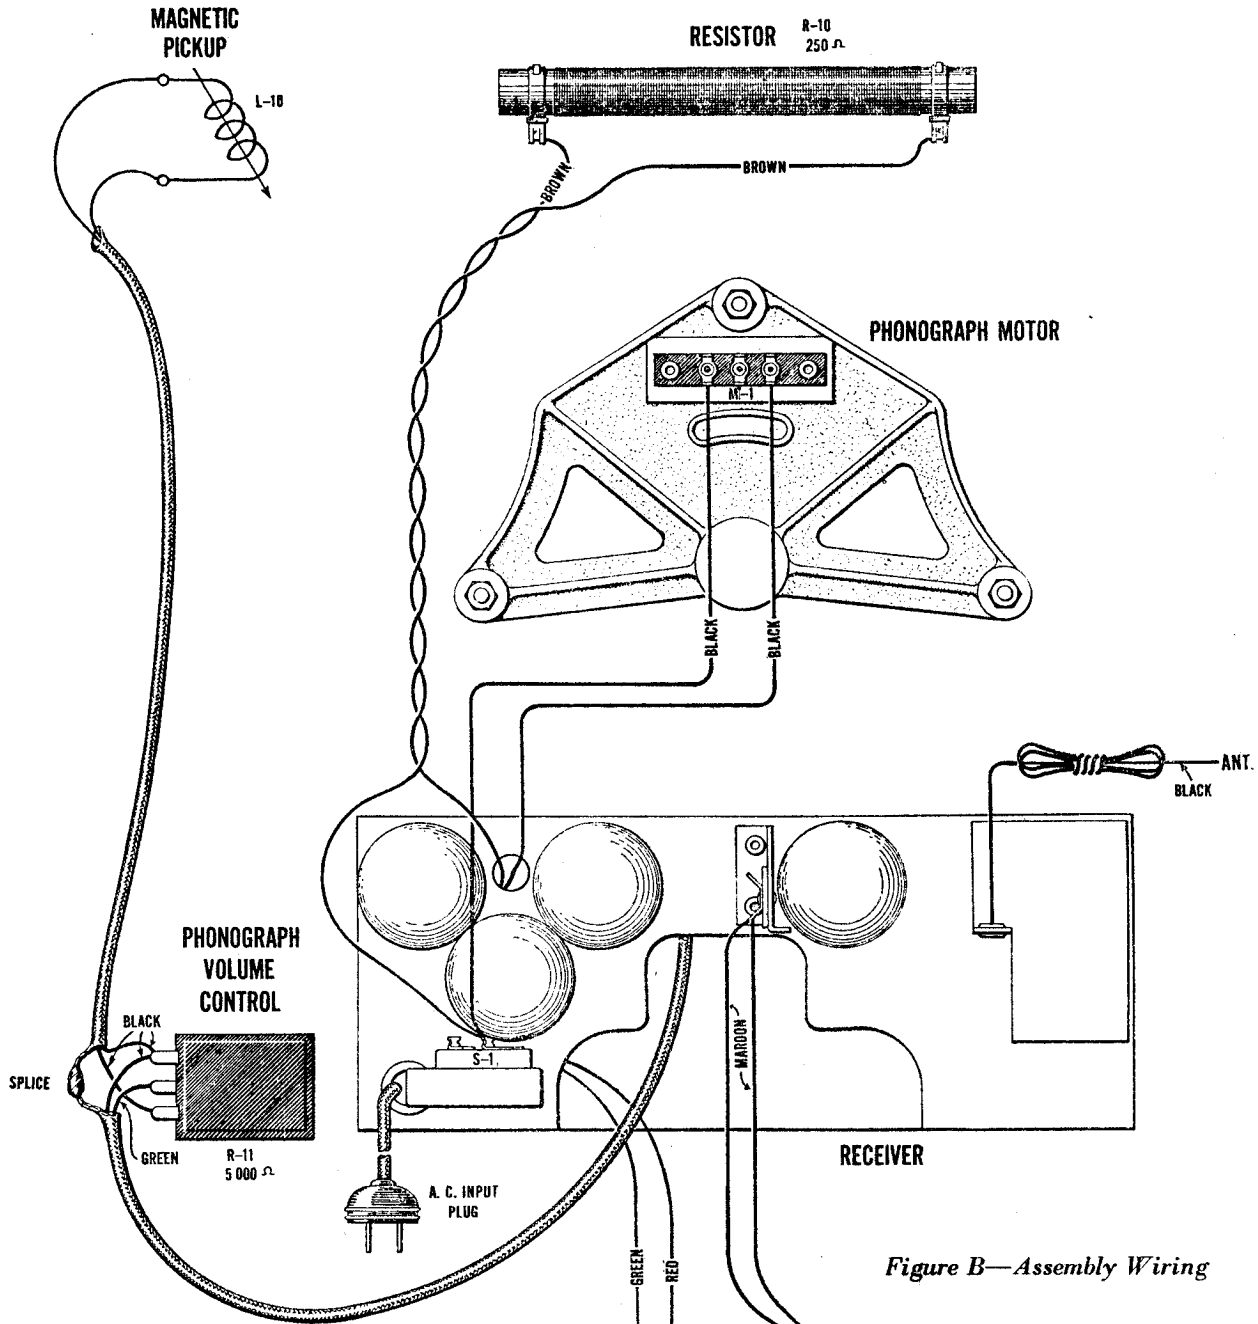 MAGNETIC
PICKUP
L-10
RESISTOR
R-10
250 Ω
BROWN
BROWN
PHONOGRAPH MOTOR
M-1
BLACK
BLACK
ANT.
BLACK
PHONOGRAPH
VOLUME
CONTROL
BLACK
SPLICE
GREEN
R-11
5 000 Ω
S-1
A. C. INPUT
PLUG
MAROON
RECEIVER
GREEN
RED
Figure B—Assembly Wiring